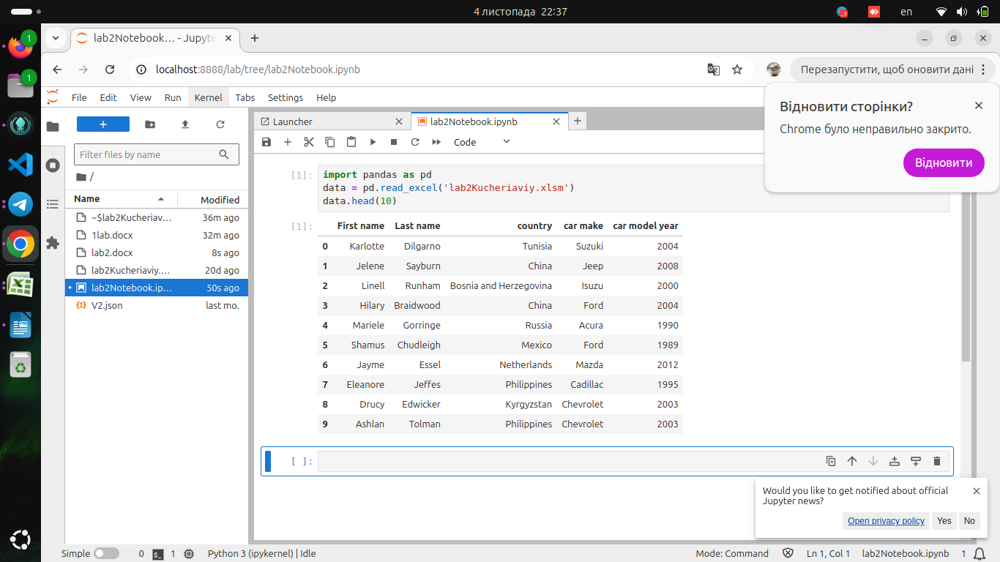 4 листопада 22:37
en
1
1
7
lab2Notebook… - Jupyte
localhost:8888/lab/tree/lab2Notebook.ipynb
Перезапустити, щоб оновити дані
File Edit View Run Kernel Tabs Settings Help
Відновити сторінки?
Chrome було неправильно закрито.
Відновити
Filter files by name
/
Name Modified
~$lab2Kucheriav… 36m ago
1lab.docx 32m ago
lab2.docx 8s ago
lab2Kucheriaviy.… 20d ago
lab2Notebook.ip… 50s ago
V2.json last mo.
Launcher
lab2Notebook.ipynb
Code
[1]:
import pandas as pd
data = pd.read_excel('lab2Kucheriaviy.xlsm')
data.head(10)
[1]:
First name Last name country car make car model year
0 Karlotte Dilgarno Tunisia Suzuki 2004
1 Jelene Sayburn China Jeep 2008
2 Linell Runham Bosnia and Herzegovina Isuzu 2000
3 Hilary Braidwood China Ford 2004
4 Mariele Gorringe Russia Acura 1990
5 Shamus Chudleigh Mexico Ford 1989
6 Jayme Essel Netherlands Mazda 2012
7 Eleanore Jeffes Philippines Cadillac 1995
8 Drucy Edwicker Kyrgyzstan Chevrolet 2003
9 Ashlan Tolman Philippines Chevrolet 2003
[ ]:
Would you like to get notified about official
Jupyter news?
Open privacy policy Yes No
Simple 0 1 Python 3 (ipykernel) | Idle Mode: Command Ln 1, Col 1 lab2Notebook.ipynb 1